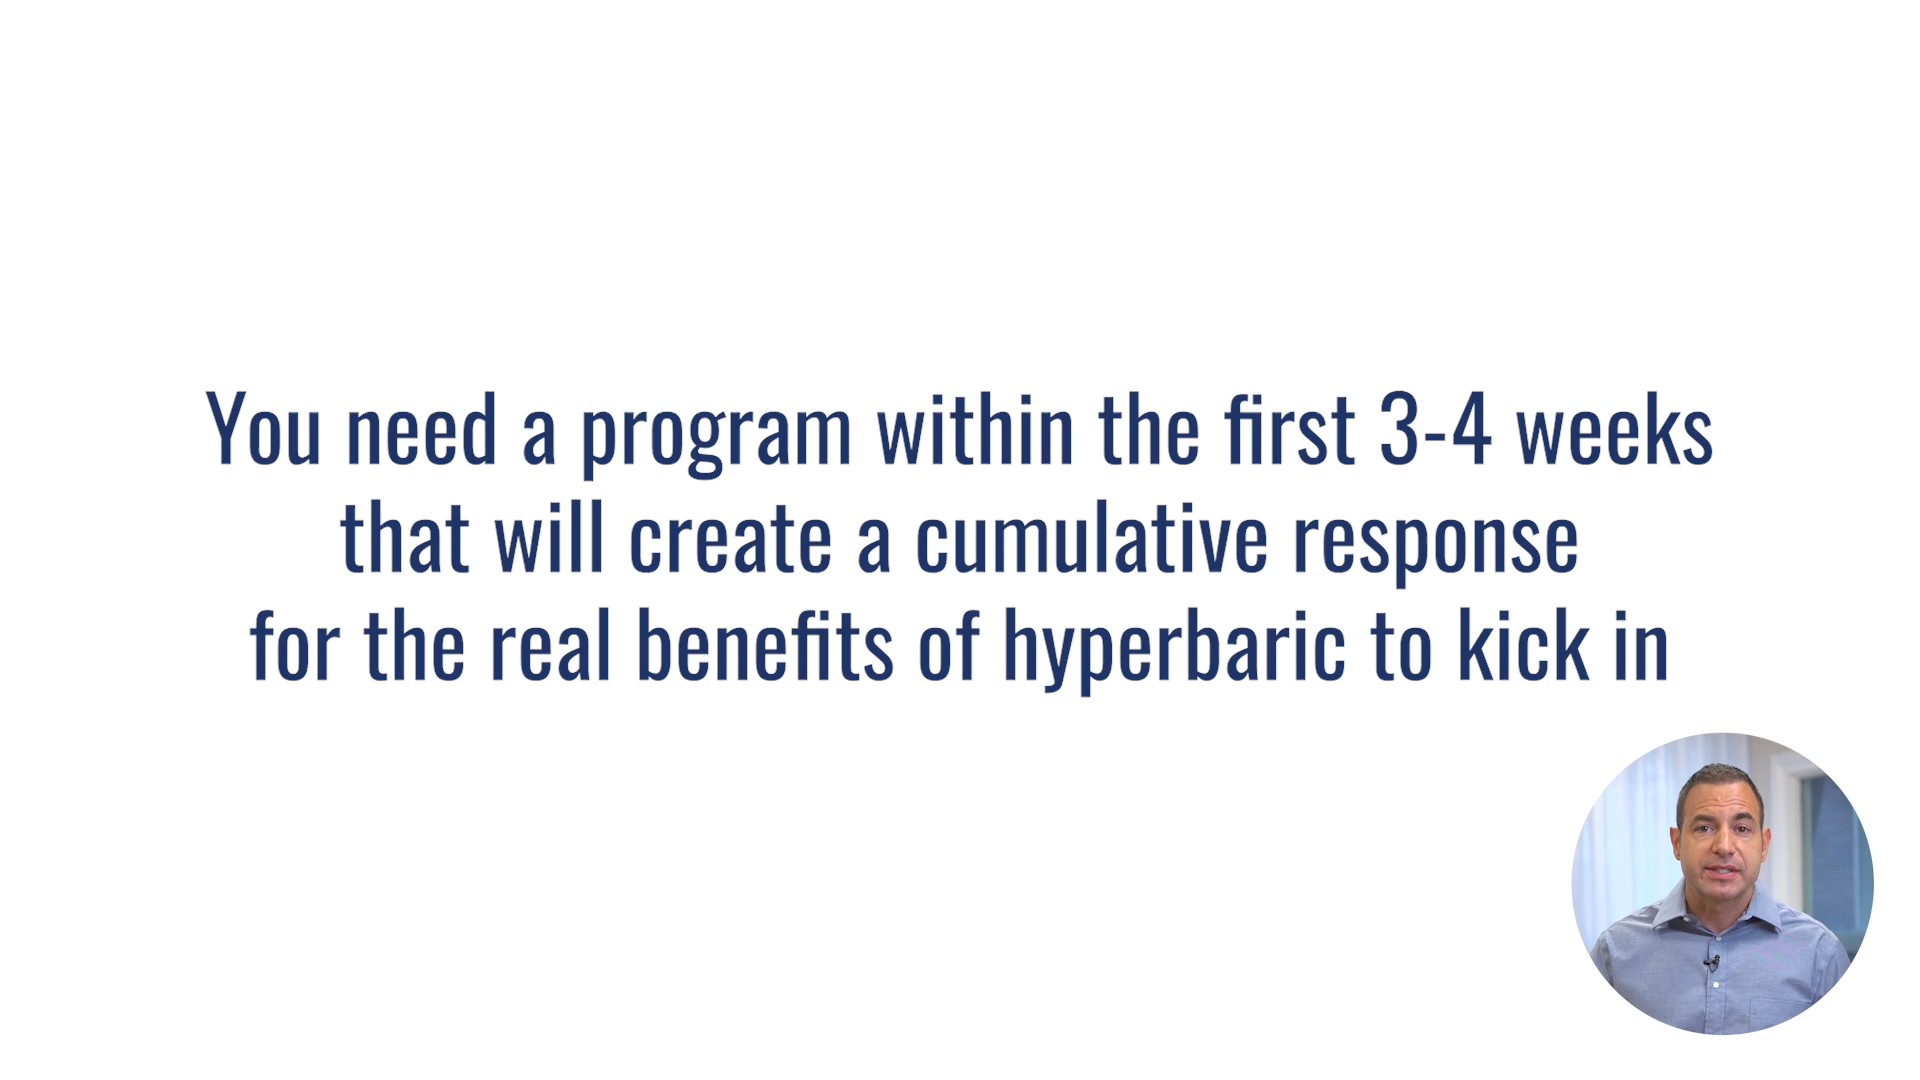 You need a program within the first 3-4 weeks
that will create a cumulative response
for the real benefits of hyperbaric to kick in